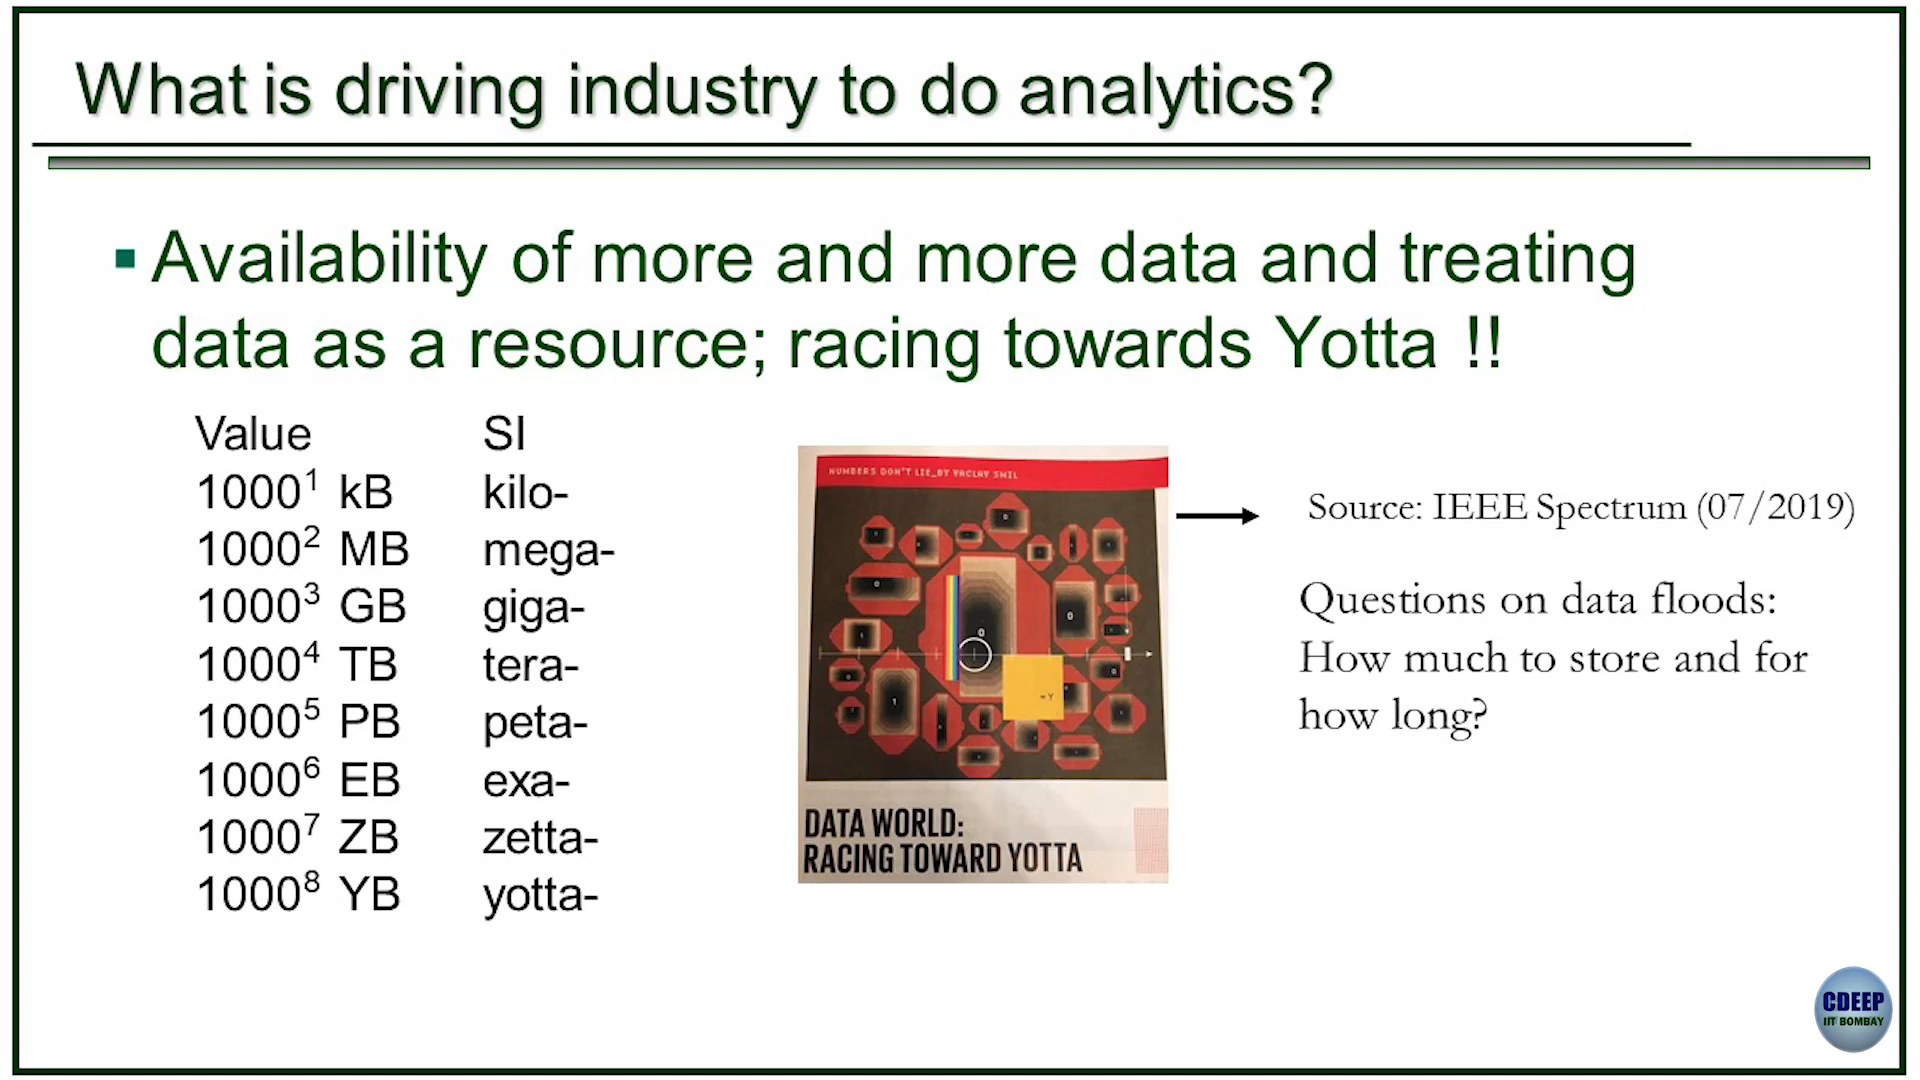 What is driving industry to do analytics?
▪ Availability of more and more data and treating
data as a resource; racing towards Yotta !!
Value SI
1000¹ kB kilo-
1000² MB mega-
1000³ GB giga-
1000⁴ TB tera-
1000⁵ PB peta-
1000⁶ EB exa-
1000⁷ ZB zetta-
1000⁸ YB yotta-
NUMBERS DON'T LIE_BY VACLAV SMIL
DATA WORLD:
RACING TOWARD YOTTA
Source: IEEE Spectrum (07/2019)
Questions on data floods:
How much to store and for
how long?
CDEEP
IIT BOMBAY